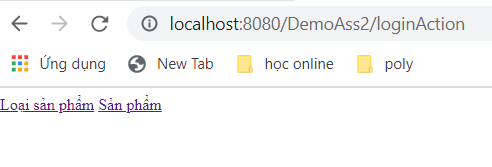 localhost:8080/DemoAss2/loginAction
Ứng dụng New Tab học online poly
Loại sản phẩm Sản phẩm